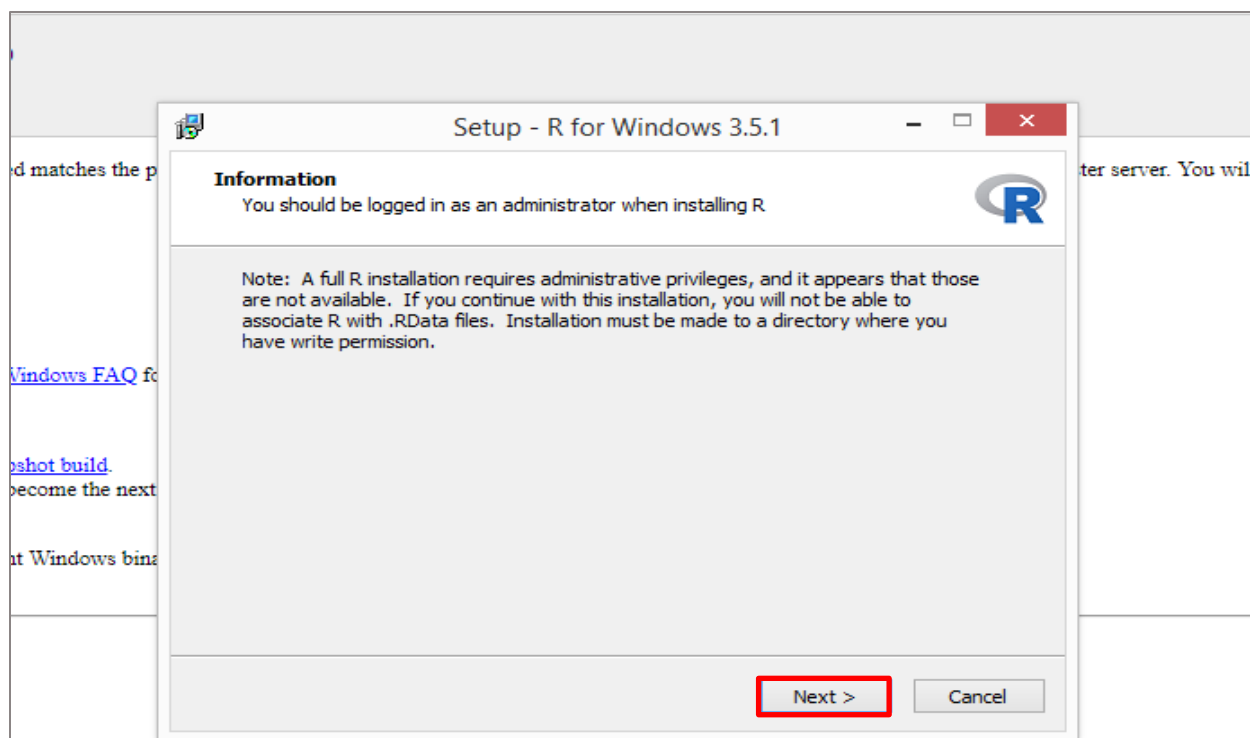 Setup - R for Windows 3.5.1
ed matches the p
ter server. You wil
Information
You should be logged in as an administrator when installing R
R
Note:  A full R installation requires administrative privileges, and it appears that those
are not available.  If you continue with this installation, you will not be able to
associate R with .RData files.  Installation must be made to a directory where you
have write permission.
Windows FAQ fo
pshot build.
become the next
nt Windows bina
Next >
Cancel